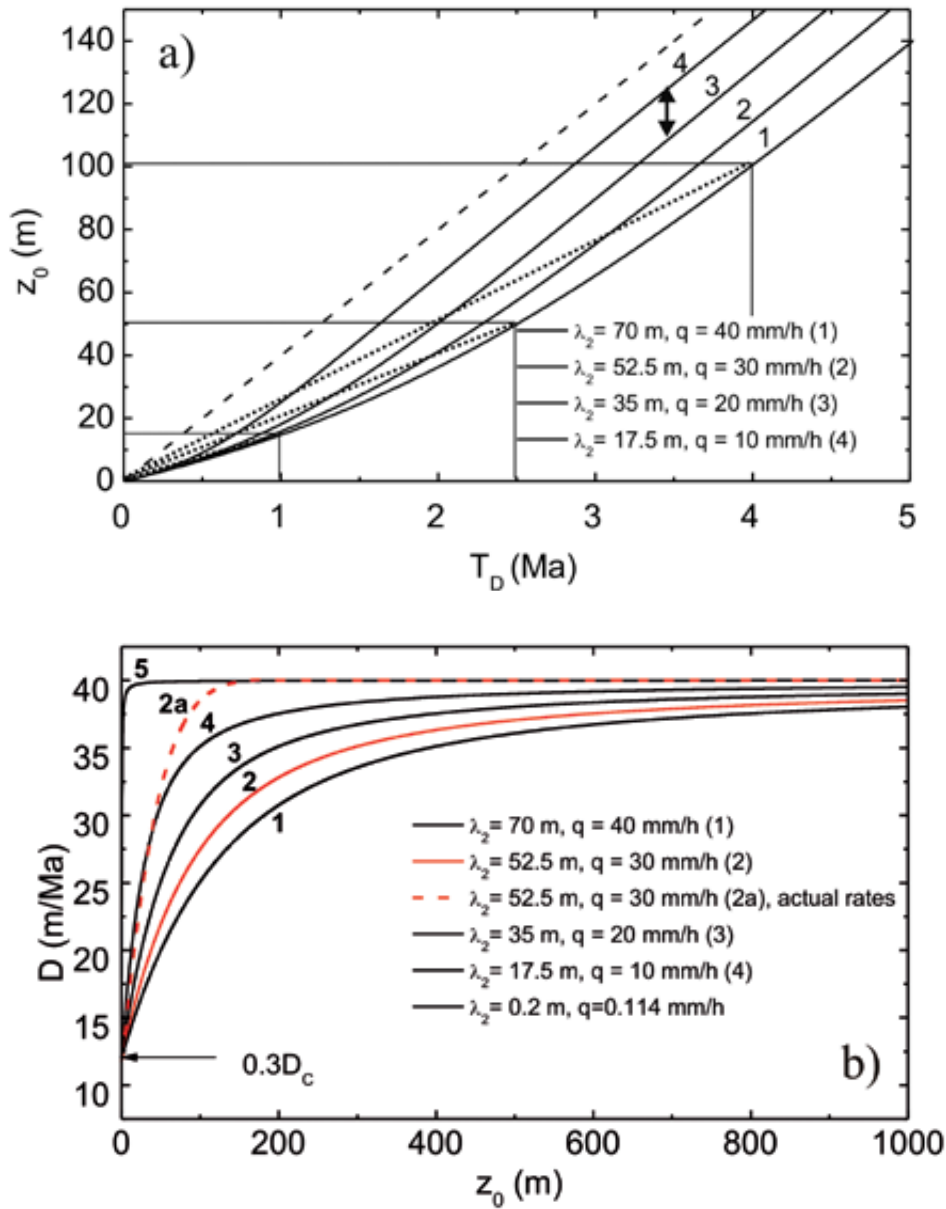 a)
140
120
100
80
60
40
20
0
z₀ (m)
4
3
2
1
λ₂= 70 m, q = 40 mm/h (1)
λ₂= 52.5 m, q = 30 mm/h (2)
λ₂= 35 m, q = 20 mm/h (3)
λ₂= 17.5 m, q = 10 mm/h (4)
0 1 2 3 4 5
T_D (Ma)
40
35
30
25
20
15
10
D (m/Ma)
5
2a
4
3
2
1
λ₂= 70 m, q = 40 mm/h (1)
λ₂= 52.5 m, q = 30 mm/h (2)
λ₂= 52.5 m, q = 30 mm/h (2a), actual rates
λ₂= 35 m, q = 20 mm/h (3)
λ₂= 17.5 m, q = 10 mm/h (4)
λ₂= 0.2 m, q=0.114 mm/h
0.3D_C
b)
0 200 400 600 800 1000
z₀ (m)